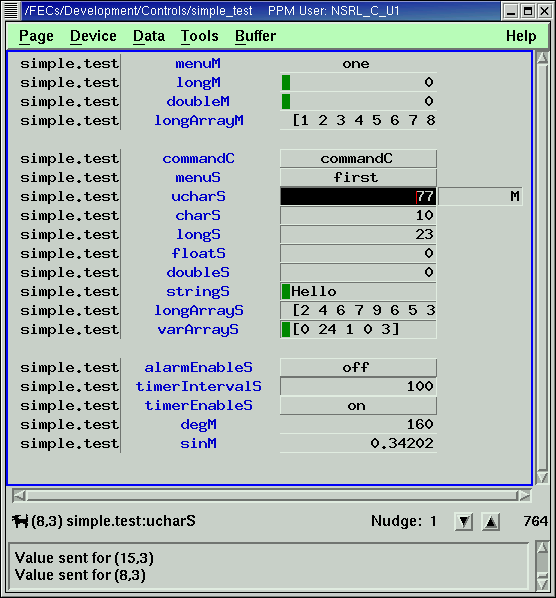 /FECs/Development/Controls/simple_test PPM User: NSRL_C_U1
Page Device Data Tools Buffer Help
simple.test menuM one
simple.test longM 0
simple.test doubleM 0
simple.test longArrayM [1 2 3 4 5 6 7 8
simple.test commandC commandC
simple.test menuS first
simple.test ucharS 77 M
simple.test charS 10
simple.test longS 23
simple.test floatS 0
simple.test doubleS 0
simple.test stringS Hello
simple.test longArrayS [2 4 6 7 9 6 5 3
simple.test varArrayS [0 24 1 0 3]
simple.test alarmEnableS off
simple.test timerIntervalS 100
simple.test timerEnableS on
simple.test degM 160
simple.test sinM 0.34202
(8,3) simple.test:ucharS Nudge: 1 764
Value sent for (15,3)
Value sent for (8,3)